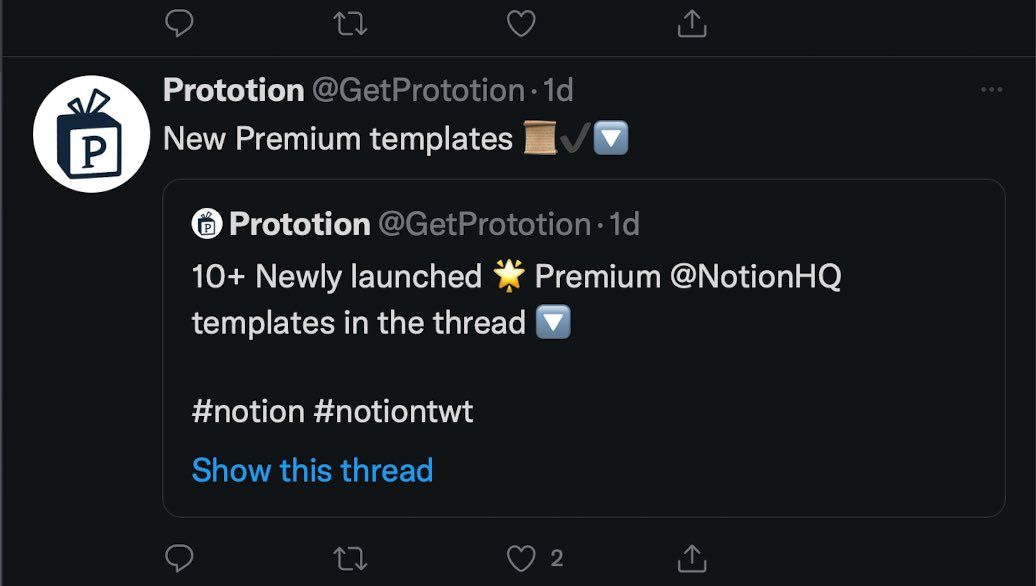 Prototion @GetPrototion · 1d
New Premium templates 📜✔️🔽
P
P Prototion @GetPrototion · 1d
10+ Newly launched 🌟 Premium @NotionHQ
templates in the thread 🔽
#notion #notiontwt
Show this thread
2